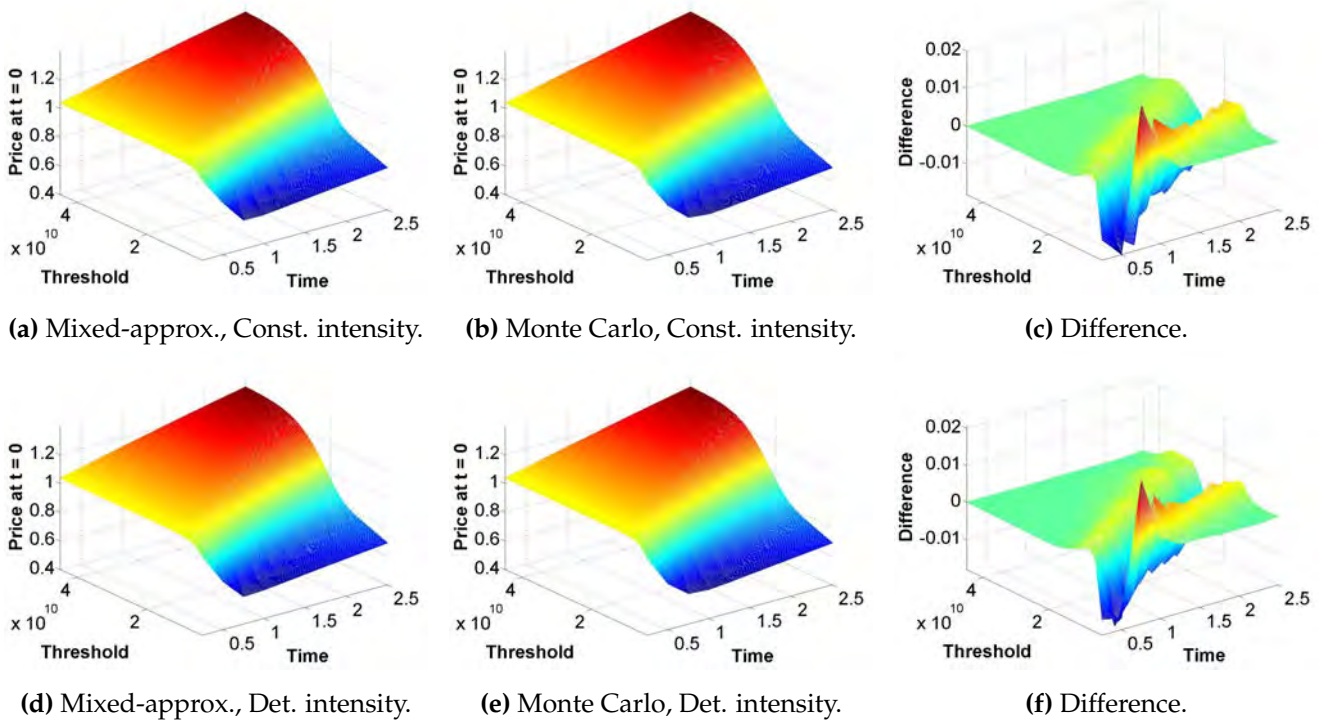 Price at t = 0
1.2
1
0.8
0.6
0.4
4
x 10^10
2
Threshold
0.5
1
1.5
2
2.5
Time
(a) Mixed-approx., Const. intensity.
Price at t = 0
1.2
1
0.8
0.6
0.4
4
x 10^10
2
Threshold
0.5
1
1.5
2
2.5
Time
(b) Monte Carlo, Const. intensity.
Difference
0.02
0.01
0
-0.01
4
x 10^10
2
Threshold
0.5
1
1.5
2
2.5
Time
(c) Difference.
Price at t = 0
1.2
1
0.8
0.6
0.4
4
x 10^10
2
Threshold
0.5
1
1.5
2
2.5
Time
(d) Mixed-approx., Det. intensity.
Price at t = 0
1.2
1
0.8
0.6
0.4
4
x 10^10
2
Threshold
0.5
1
1.5
2
2.5
Time
(e) Monte Carlo, Det. intensity.
Difference
0.02
0.01
0
-0.01
4
x 10^10
2
Threshold
0.5
1
1.5
2
2.5
Time
(f) Difference.